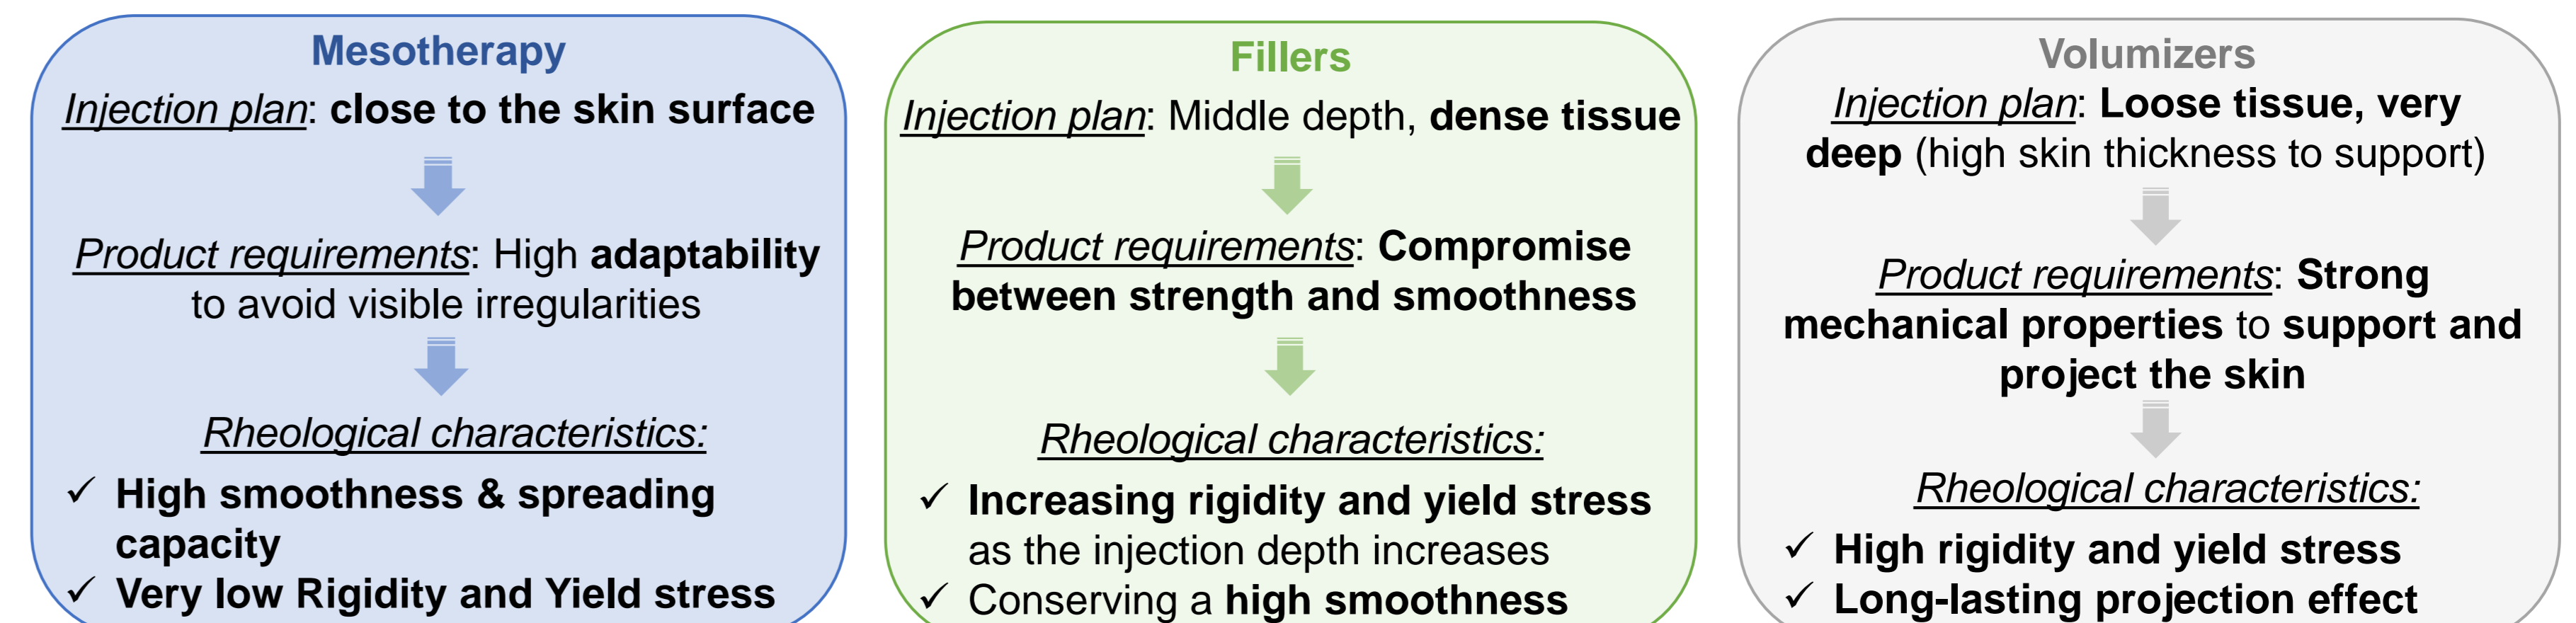 Mesotherapy
Injection plan: close to the skin surface
Product requirements: High adaptability
to avoid visible irregularities
Rheological characteristics:
✓ High smoothness & spreading
capacity
✓ Very low Rigidity and Yield stress
Fillers
Injection plan: Middle depth, dense tissue
Product requirements: Compromise
between strength and smoothness
Rheological characteristics:
✓ Increasing rigidity and yield stress
as the injection depth increases
✓ Conserving a high smoothness
Volumizers
Injection plan: Loose tissue, very
deep (high skin thickness to support)
Product requirements: Strong
mechanical properties to support and
project the skin
Rheological characteristics:
✓ High rigidity and yield stress
✓ Long-lasting projection effect